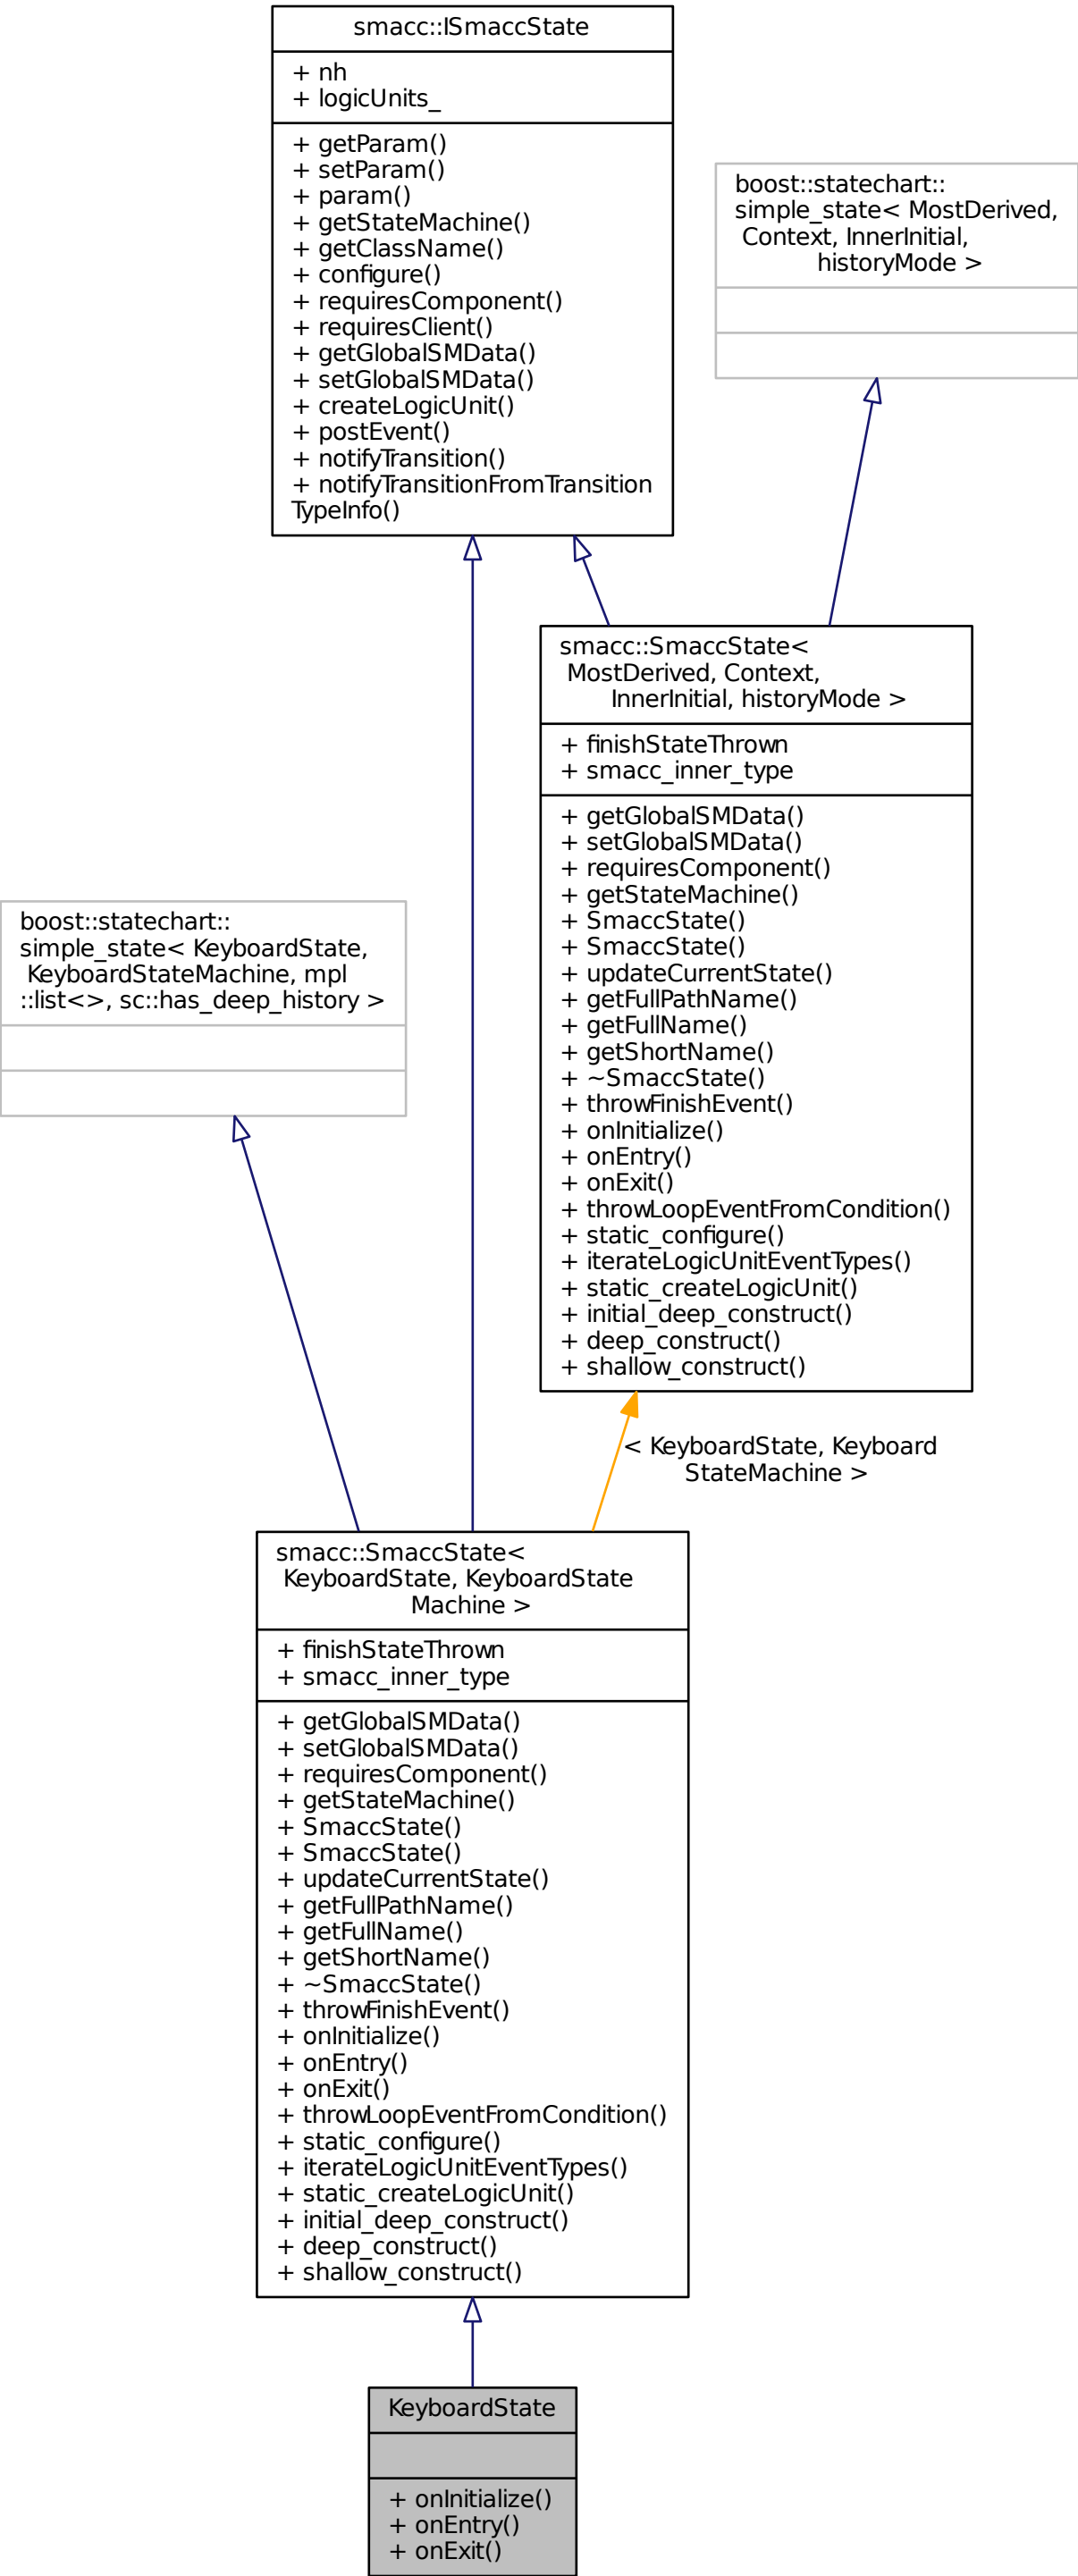 smacc::ISmaccState
+ nh
+ logicUnits_
+ getParam()
+ setParam()
+ param()
+ getStateMachine()
+ getClassName()
+ configure()
+ requiresComponent()
+ requiresClient()
+ getGlobalSMData()
+ setGlobalSMData()
+ createLogicUnit()
+ postEvent()
+ notifyTransition()
+ notifyTransitionFromTransition
TypeInfo()
boost::statechart::
simple_state< MostDerived,
Context, InnerInitial,
historyMode >
smacc::SmaccState<
MostDerived, Context,
InnerInitial, historyMode >
+ finishStateThrown
+ smacc_inner_type
+ getGlobalSMData()
+ setGlobalSMData()
+ requiresComponent()
+ getStateMachine()
+ SmaccState()
+ SmaccState()
+ updateCurrentState()
+ getFullPathName()
+ getFullName()
+ getShortName()
+ ~SmaccState()
+ throwFinishEvent()
+ onInitialize()
+ onEntry()
+ onExit()
+ throwLoopEventFromCondition()
+ static_configure()
+ iterateLogicUnitEventTypes()
+ static_createLogicUnit()
+ initial_deep_construct()
+ deep_construct()
+ shallow_construct()
boost::statechart::
simple_state< KeyboardState,
KeyboardStateMachine, mpl
::list<>, sc::has_deep_history >
< KeyboardState, Keyboard
StateMachine >
smacc::SmaccState<
KeyboardState, KeyboardState
Machine >
+ finishStateThrown
+ smacc_inner_type
+ getGlobalSMData()
+ setGlobalSMData()
+ requiresComponent()
+ getStateMachine()
+ SmaccState()
+ SmaccState()
+ updateCurrentState()
+ getFullPathName()
+ getFullName()
+ getShortName()
+ ~SmaccState()
+ throwFinishEvent()
+ onInitialize()
+ onEntry()
+ onExit()
+ throwLoopEventFromCondition()
+ static_configure()
+ iterateLogicUnitEventTypes()
+ static_createLogicUnit()
+ initial_deep_construct()
+ deep_construct()
+ shallow_construct()
KeyboardState
+ onInitialize()
+ onEntry()
+ onExit()